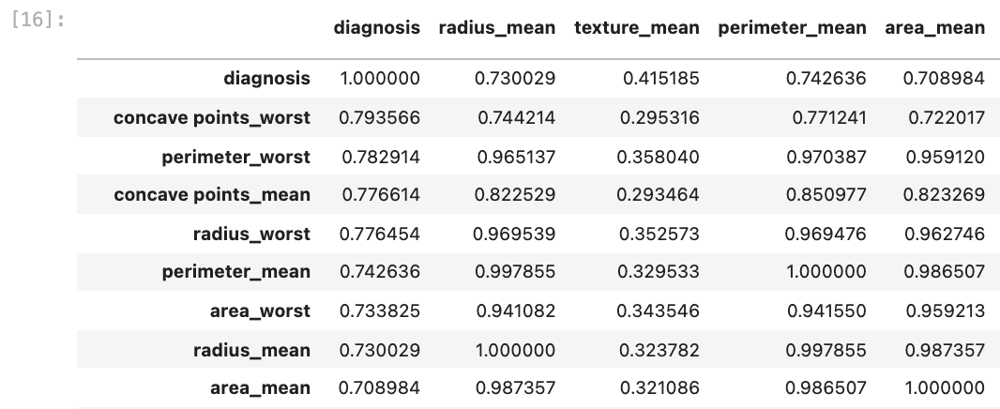 [16]:
diagnosis radius_mean texture_mean perimeter_mean area_mean
diagnosis 1.000000 0.730029 0.415185 0.742636 0.708984
concave points_worst 0.793566 0.744214 0.295316 0.771241 0.722017
perimeter_worst 0.782914 0.965137 0.358040 0.970387 0.959120
concave points_mean 0.776614 0.822529 0.293464 0.850977 0.823269
radius_worst 0.776454 0.969539 0.352573 0.969476 0.962746
perimeter_mean 0.742636 0.997855 0.329533 1.000000 0.986507
area_worst 0.733825 0.941082 0.343546 0.941550 0.959213
radius_mean 0.730029 1.000000 0.323782 0.997855 0.987357
area_mean 0.708984 0.987357 0.321086 0.986507 1.000000